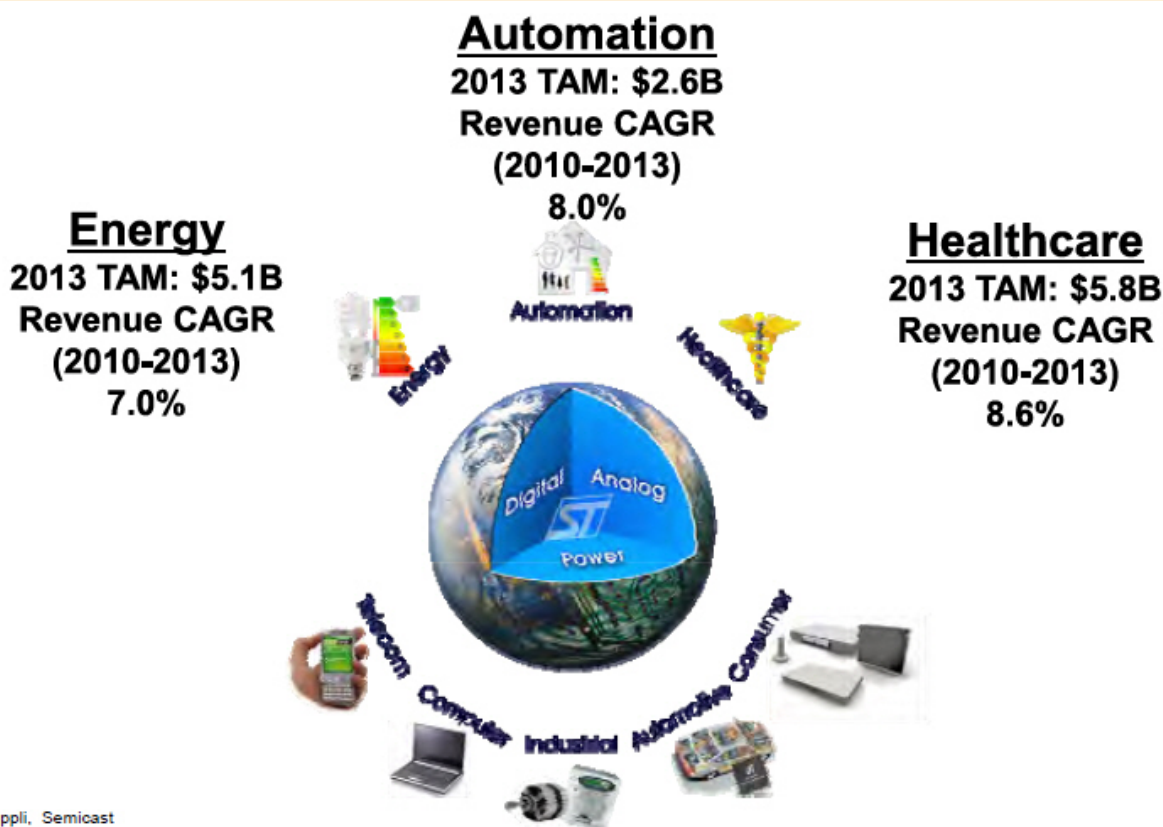 Automation
2013 TAM: $2.6B
Revenue CAGR
(2010-2013)
8.0%
Energy
2013 TAM: $5.1B
Revenue CAGR
(2010-2013)
7.0%
Healthcare
2013 TAM: $5.8B
Revenue CAGR
(2010-2013)
8.6%
Automation
Energy
Healthcare
Digital
Analog
ST
Power
Telecom
Computer
Industrial
Automotive
Consumer
ppli, Semicast